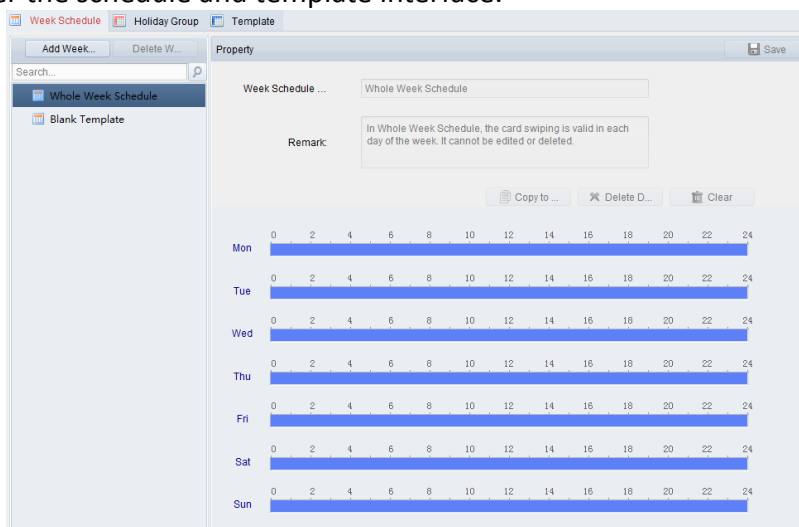 er the schedule and template interface.
Week Schedule Holiday Group Template
Add Week... Delete W... Property Save
Search...
Whole Week Schedule
Blank Template
Week Schedule ... Whole Week Schedule
Remark: In Whole Week Schedule, the card swiping is valid in each
day of the week. It cannot be edited or deleted.
Copy to ... Delete D... Clear
0 2 4 6 8 10 12 14 16 18 20 22 24
Mon
0 2 4 6 8 10 12 14 16 18 20 22 24
Tue
0 2 4 6 8 10 12 14 16 18 20 22 24
Wed
0 2 4 6 8 10 12 14 16 18 20 22 24
Thu
0 2 4 6 8 10 12 14 16 18 20 22 24
Fri
0 2 4 6 8 10 12 14 16 18 20 22 24
Sat
0 2 4 6 8 10 12 14 16 18 20 22 24
Sun